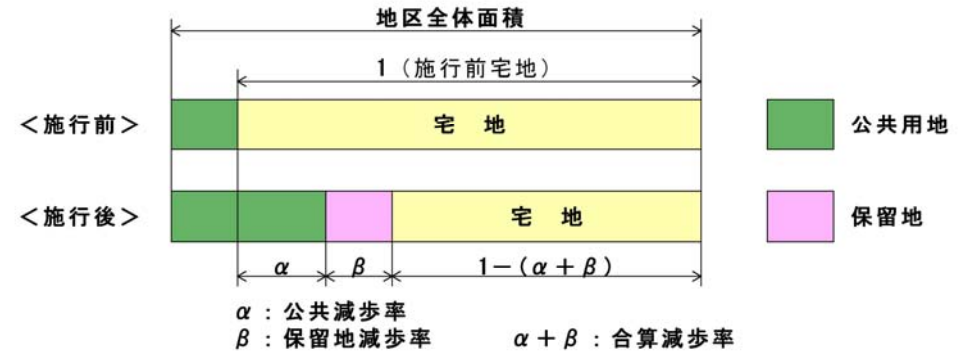 地区全体面積
1(施行前宅地)
<施行前> 宅 地 公共用地
<施行後> 宅 地 保留地
α β 1-(α+β)
α:公共減歩率
β:保留地減歩率 α+β:合算減歩率